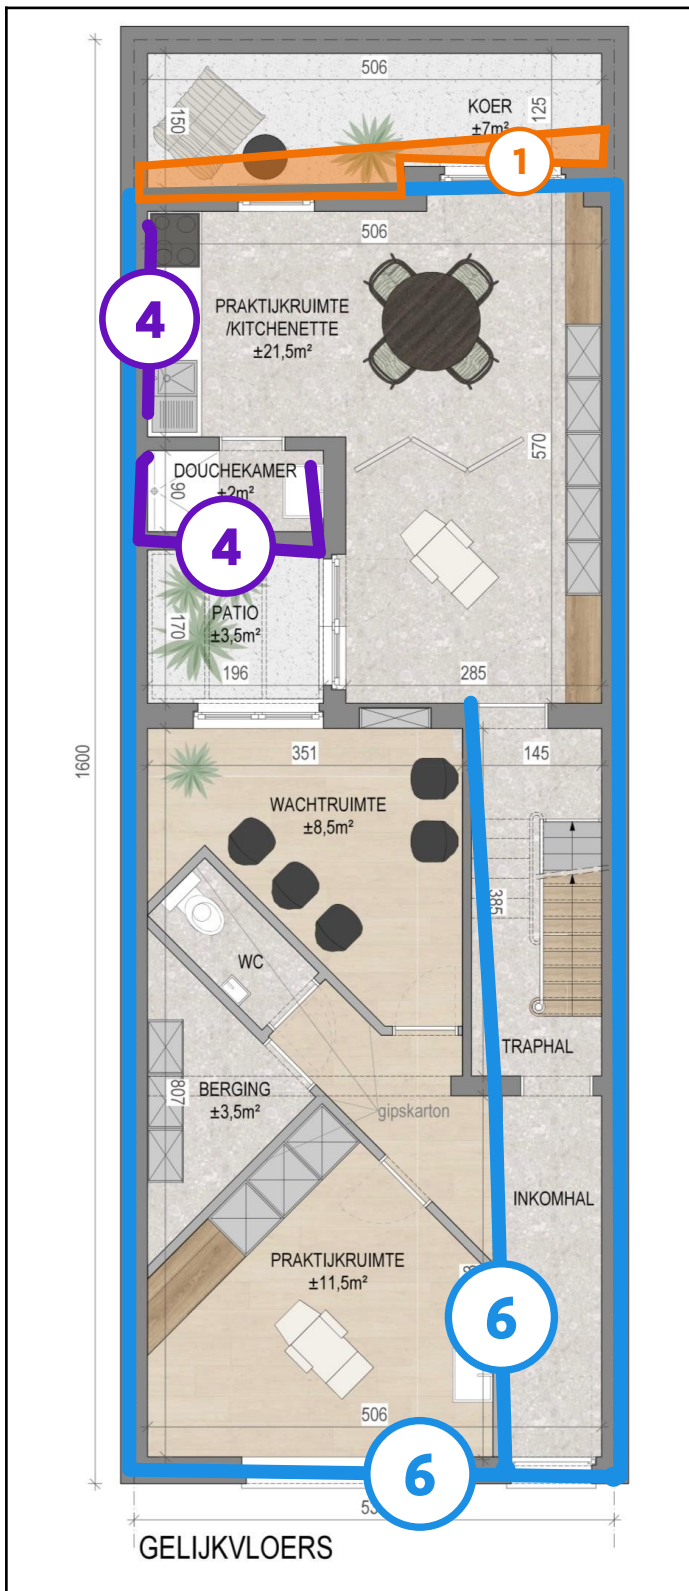 506
KOER
±7m²
125
150
1
506
4
PRAKTIJKRUIMTE
/KITCHENETTE
±21,5m²
570
DOUCHEKAMER
±2m²
90
4
PATIO
±3,5m²
170
196
285
1600
351
145
WACHTRUIMTE
±8,5m²
385
WC
TRAPHAL
BERGING
±3,5m²
807
gipskarton
INKOMHAL
PRAKTIJKRUIMTE
±11,5m²
6
506
6
GELIJKVLOERS